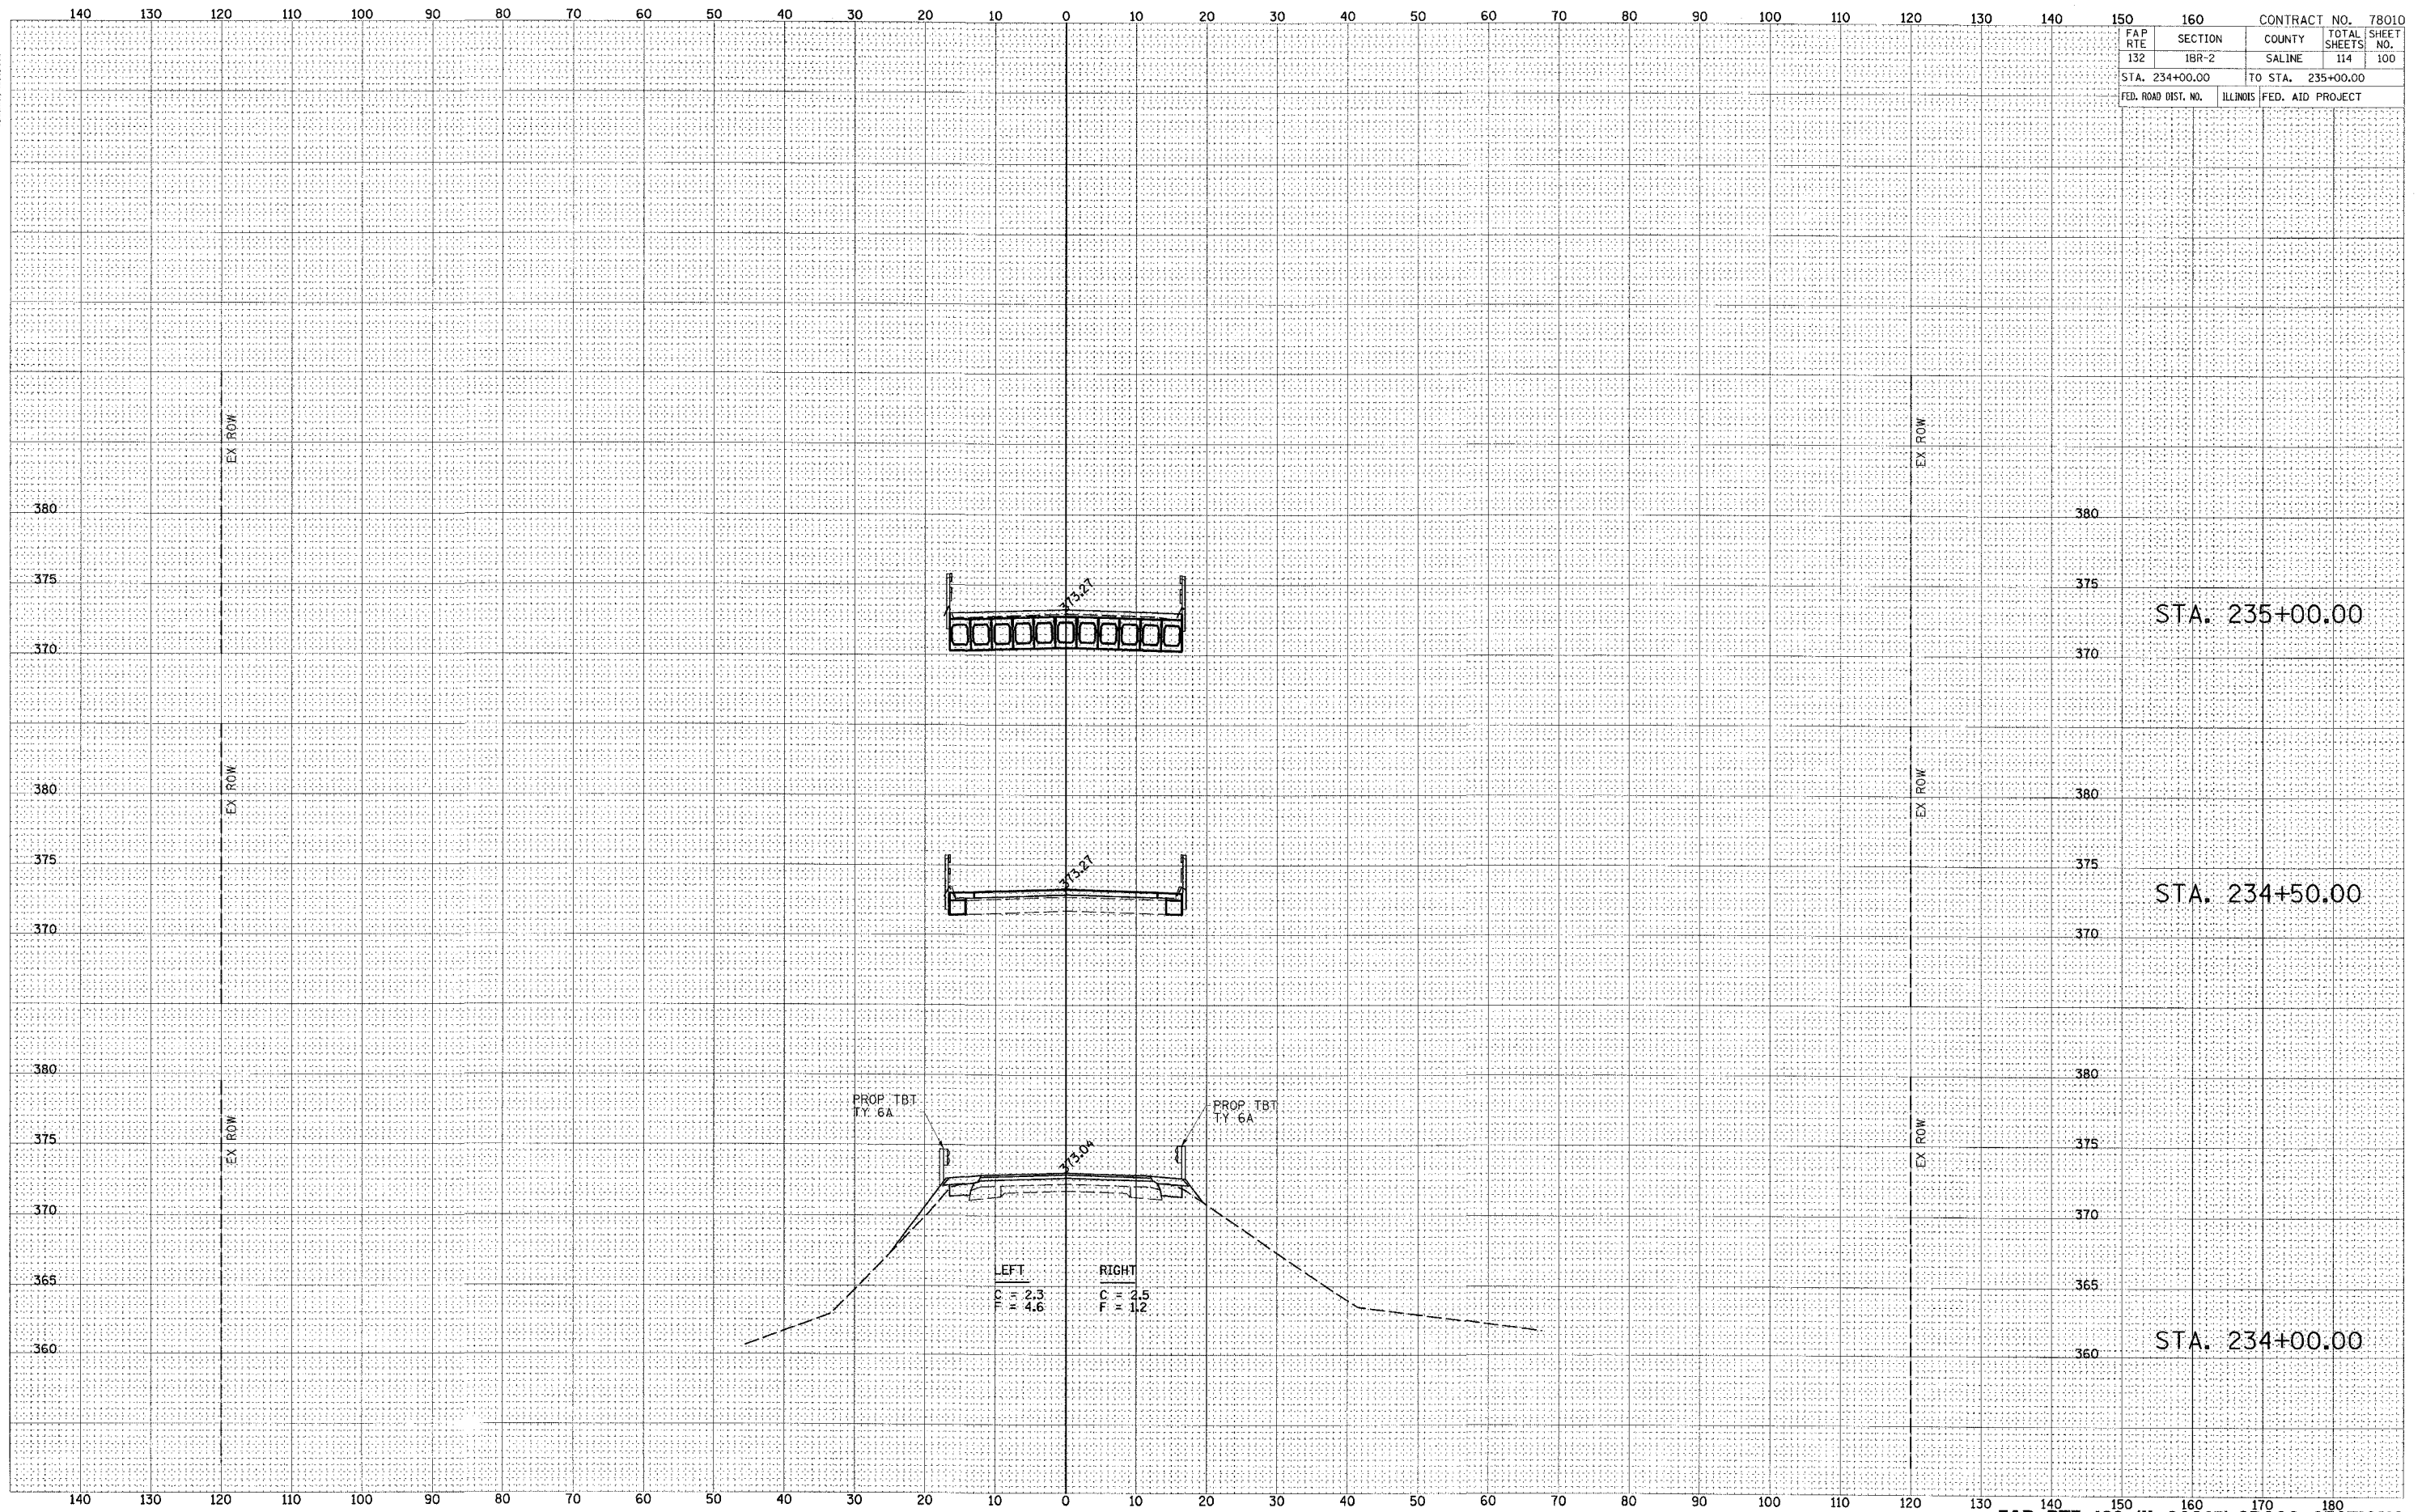 140 130 120 110 100 90 80 70 60 50 40 30 20 10 0 10 20 30 40 50 60 70 80 90 100 110 120 130 140 150 160
CONTRACT NO. 78010
FAP RTE SECTION COUNTY TOTAL SHEETS SHEET NO.
132 1BR-2 SALINE 114 100
STA. 234+00.00 TO STA. 235+00.00
FED. ROAD DIST. NO. ILLINOIS FED. AID PROJECT
EX ROW EX ROW
380 380
375 373.27 375
STA. 235+00.00
370 370
EX ROW EX ROW
380 380
375 373.27 375
STA. 234+50.00
370 370
380 380
PROP TBT
TY 6A
PROP TBT
TY 6A
EX ROW EX ROW
375 373.04 375
370 370
LEFT RIGHT
365 365
C = 2.3 C = 2.5
F = 4.6 F = 1.2
STA. 234+00.00
360 360
140 130 120 110 100 90 80 70 60 50 40 30 20 10 0 10 20 30 40 50 60 70 80 90 100 110 120 130 140 150 160 170 180